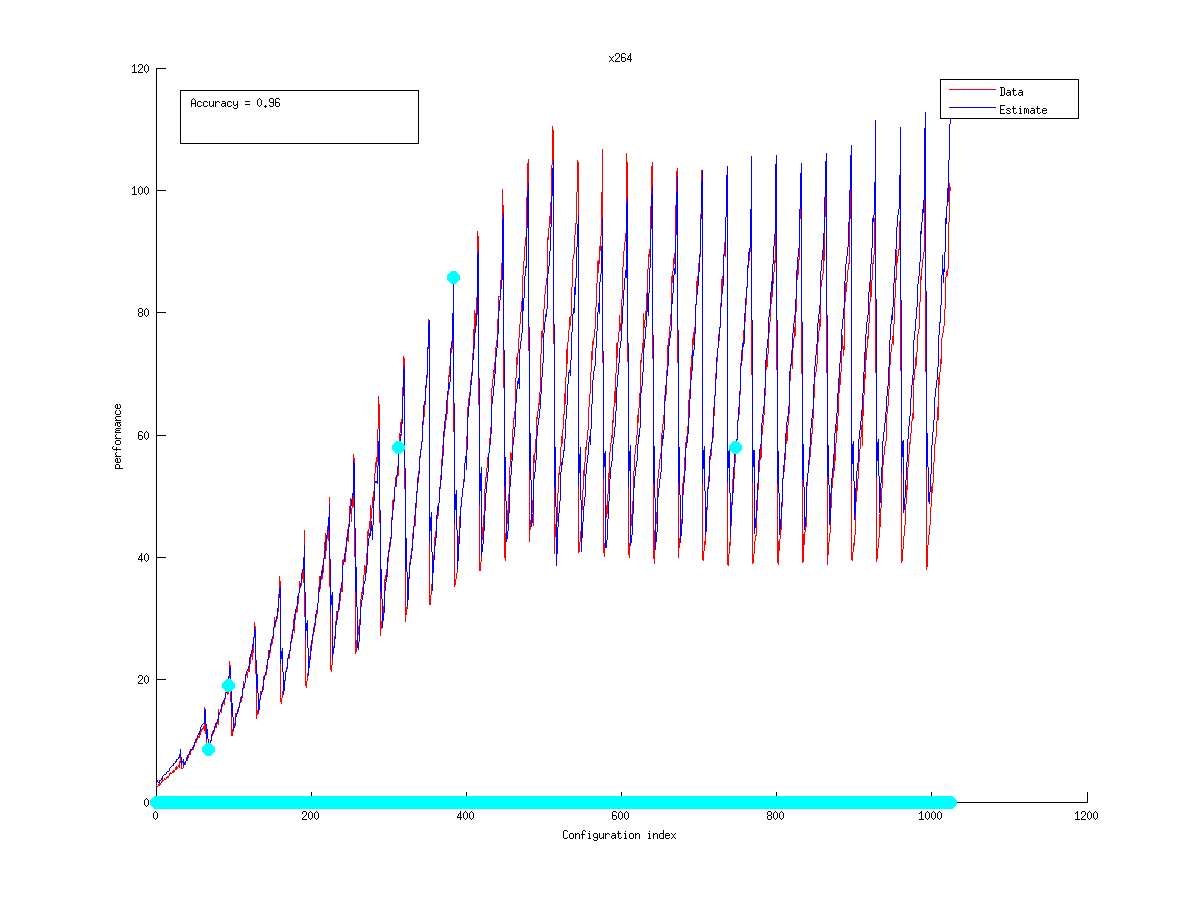 x264
120
Accuracy = 0.96
Data
Estimate
100
80
60
performance
40
20
0
0 200 400 600 800 1000 1200
Configuration index